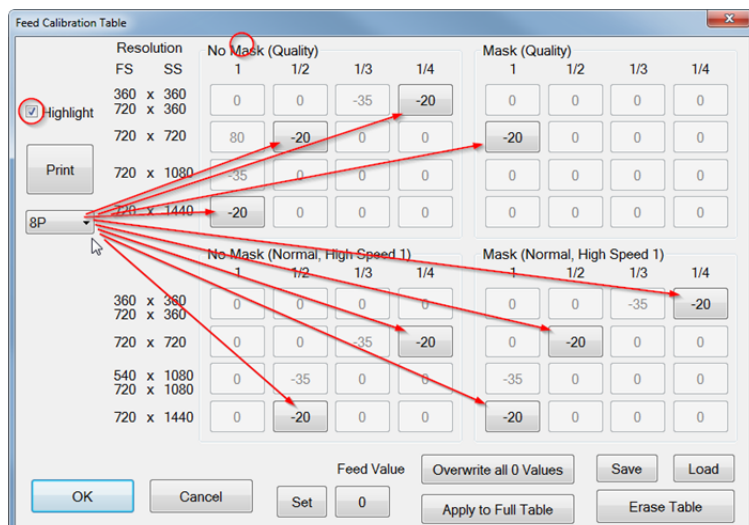 Feed Calibration Table
Resolution No Mask (Quality) Mask (Quality)
FS SS 1 1/2 1/3 1/4 1 1/2 1/3 1/4
360 x 360
720 x 360 0 0 -35 -20 0 0 0 0
Highlight
720 x 720 80 -20 0 0 -20 0 0 0
Print
720 x 1080 -35 0 0 0 0 0 0 0
8P
720 x 1440 -20 0 0 0 0 0 0 0
No Mask (Normal, High Speed 1) Mask (Normal, High Speed 1)
1 1/2 1/3 1/4 1 1/2 1/3 1/4
360 x 360
720 x 360 0 0 0 0 0 0 -35 -20
720 x 720 0 0 -35 -20 0 -20 0 0
540 x 1080
720 x 1080 0 -35 0 0 -35 0 0 0
720 x 1440 0 -20 0 0 -20 0 0 0
Feed Value Overwrite all 0 Values Save Load
OK Cancel Set 0 Apply to Full Table Erase Table